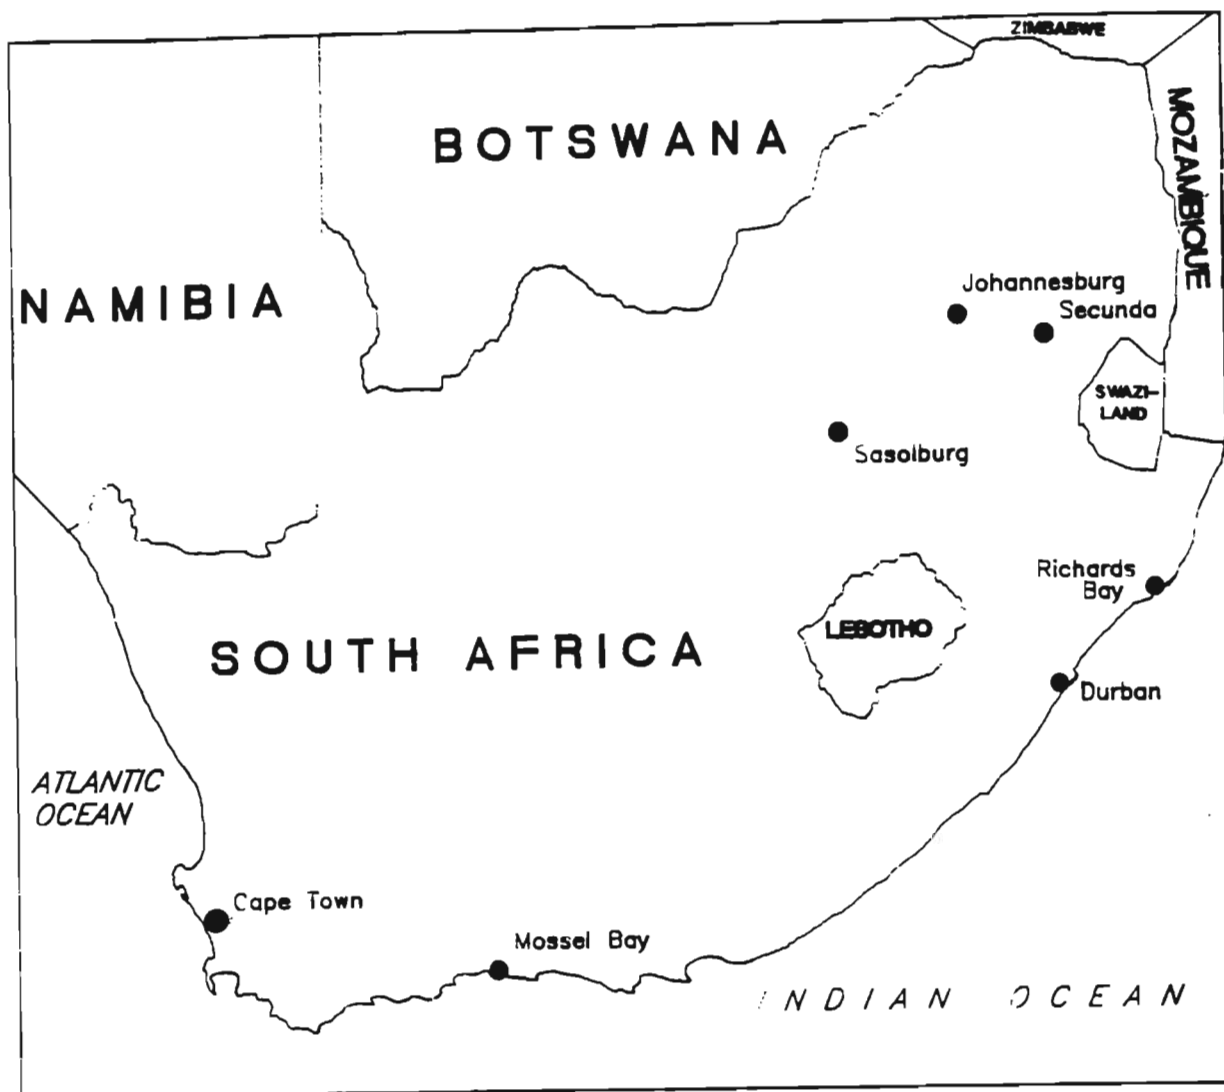 ZIMBABWE
BOTSWANA
MOZAMBIQUE
NAMIBIA
Johannesburg
Secunda
SWAZI-
LAND
Sasolburg
Richards
Bay
LESOTHO
SOUTH AFRICA
Durban
ATLANTIC
OCEAN
Cape Town
Mossel Bay
INDIAN OCEAN